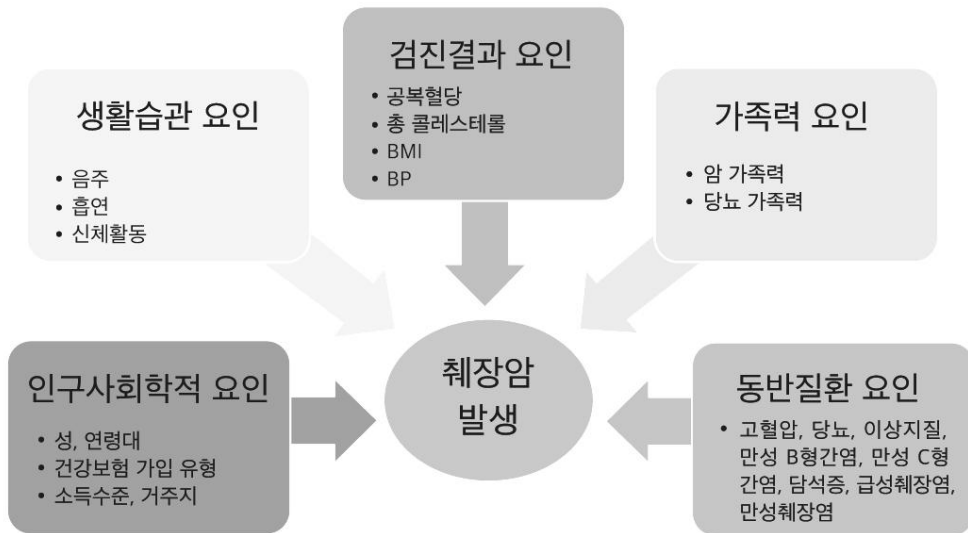 검진결과 요인
• 공복혈당
• 총 콜레스테롤
• BMI
• BP
생활습관 요인
• 음주
• 흡연
• 신체활동
가족력 요인
• 암 가족력
• 당뇨 가족력
인구사회학적 요인
• 성, 연령대
• 건강보험 가입 유형
• 소득수준, 거주지
췌장암
발생
동반질환 요인
• 고혈압, 당뇨, 이상지질,
만성 B형간염, 만성 C형
간염, 담석증, 급성췌장염,
만성췌장염